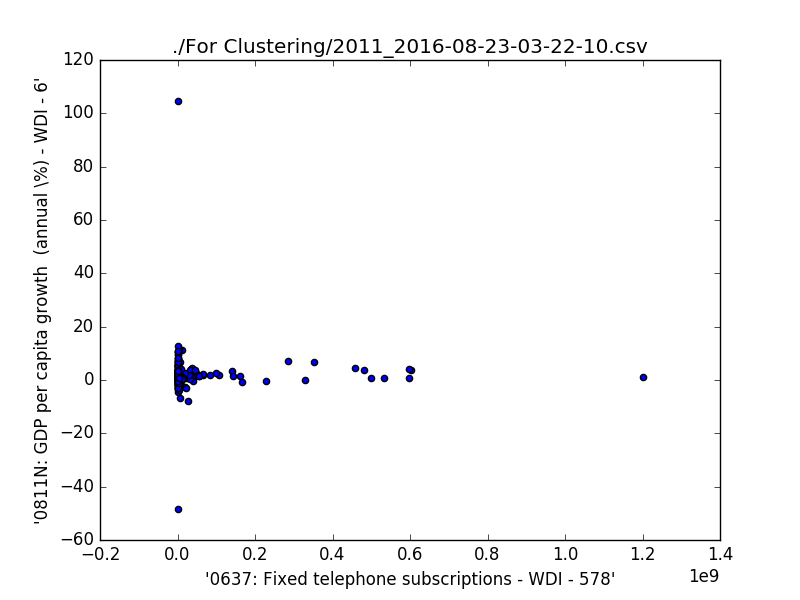 ./For Clustering/2011_2016-08-23-03-22-10.csv
120
100
80
60
40
20
0
−20
−40
−60
'0811N: GDP per capita growth  (annual \%) - WDI - 6'
−0.2 0.0 0.2 0.4 0.6 0.8 1.0 1.2 1.4
1e9
'0637: Fixed telephone subscriptions - WDI - 578'